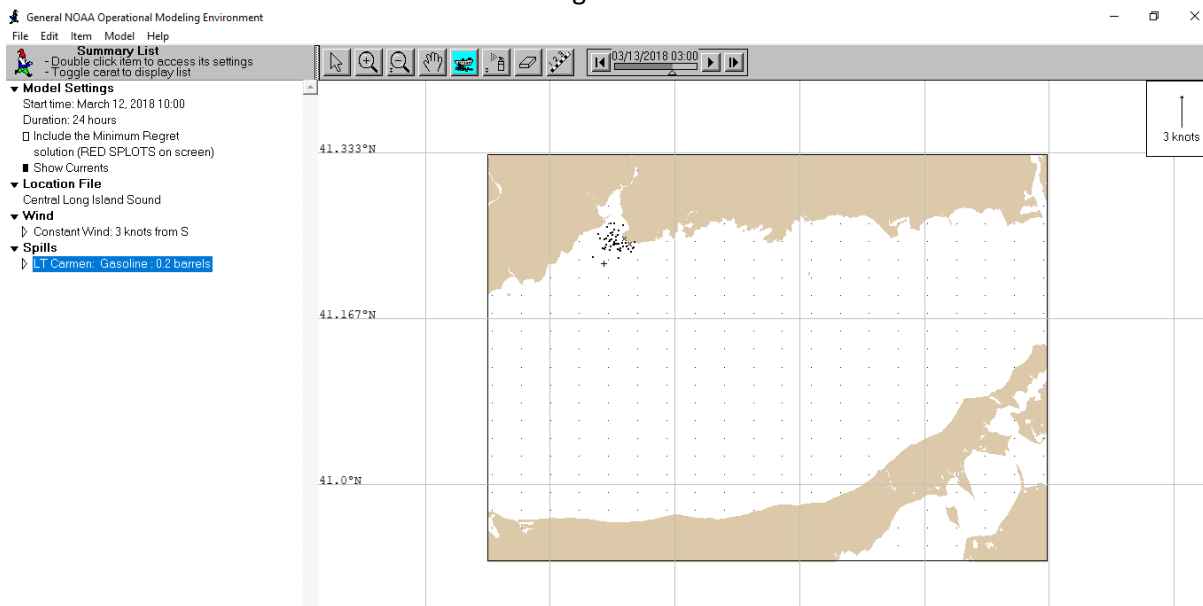 General NOAA Operational Modeling Environment
File Edit Item Model Help
Summary List
- Double click item to access its settings
- Toggle carat to display list
03/13/2018 03:00
Model Settings
Start time: March 12, 2018 10:00
Duration: 24 hours
Include the Minimum Regret
solution (RED SPLOTS on screen)
Show Currents
Location File
Central Long Island Sound
Wind
Constant Wind: 3 knots from S
Spills
LT Carmen: Gasoline : 0.2 barrels
3 knots
41.333°N
41.167°N
41.0°N